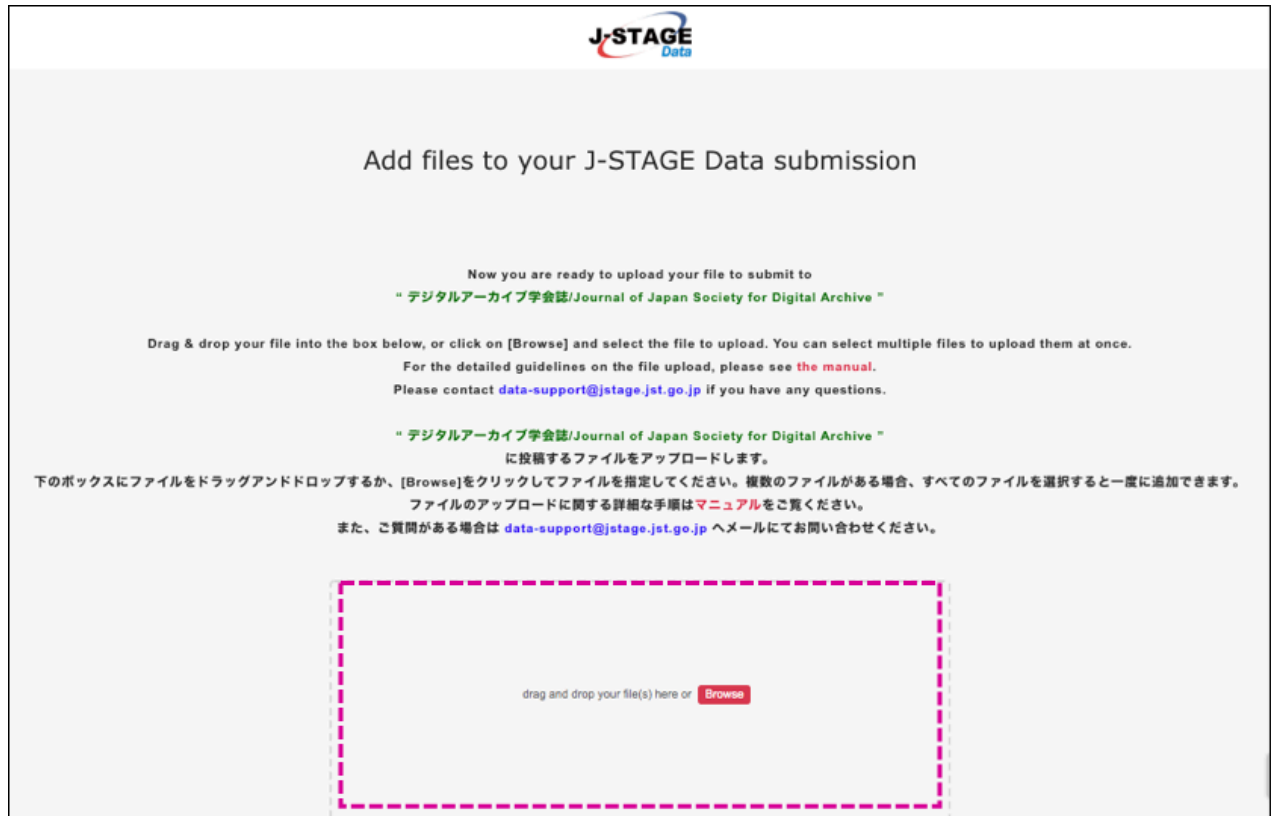 J-STAGE
Data
Add files to your J-STAGE Data submission
Now you are ready to upload your file to submit to
“ デジタルアーカイブ学会誌/Journal of Japan Society for Digital Archive ”
Drag & drop your file into the box below, or click on [Browse] and select the file to upload. You can select multiple files to upload them at once.
For the detailed guidelines on the file upload, please see the manual.
Please contact data-support@jstage.jst.go.jp if you have any questions.
“ デジタルアーカイブ学会誌/Journal of Japan Society for Digital Archive ”
に投稿するファイルをアップロードします。
下のボックスにファイルをドラッグアンドドロップするか、[Browse]をクリックしてファイルを指定してください。複数のファイルがある場合、すべてのファイルを選択すると一度に追加できます。
ファイルのアップロードに関する詳細な手順はマニュアルをご覧ください。
また、ご質問がある場合は data-support@jstage.jst.go.jp へメールにてお問い合わせください。
drag and drop your file(s) here or Browse